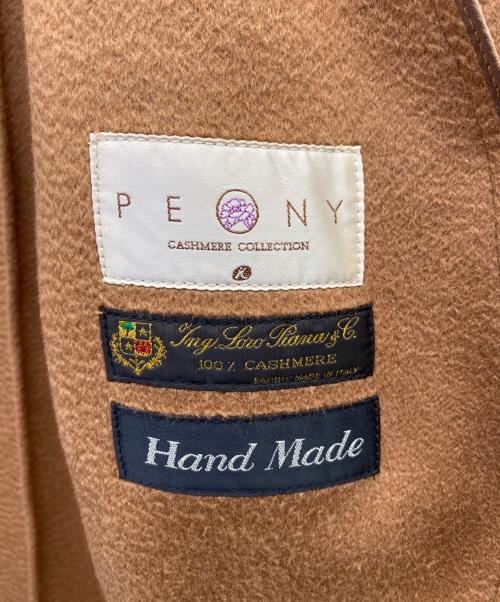 PEONY
CASHMERE COLLECTION
Ing. Loro Piana & C.
100% CASHMERE
FABRIC MADE IN ITALY
Hand Made